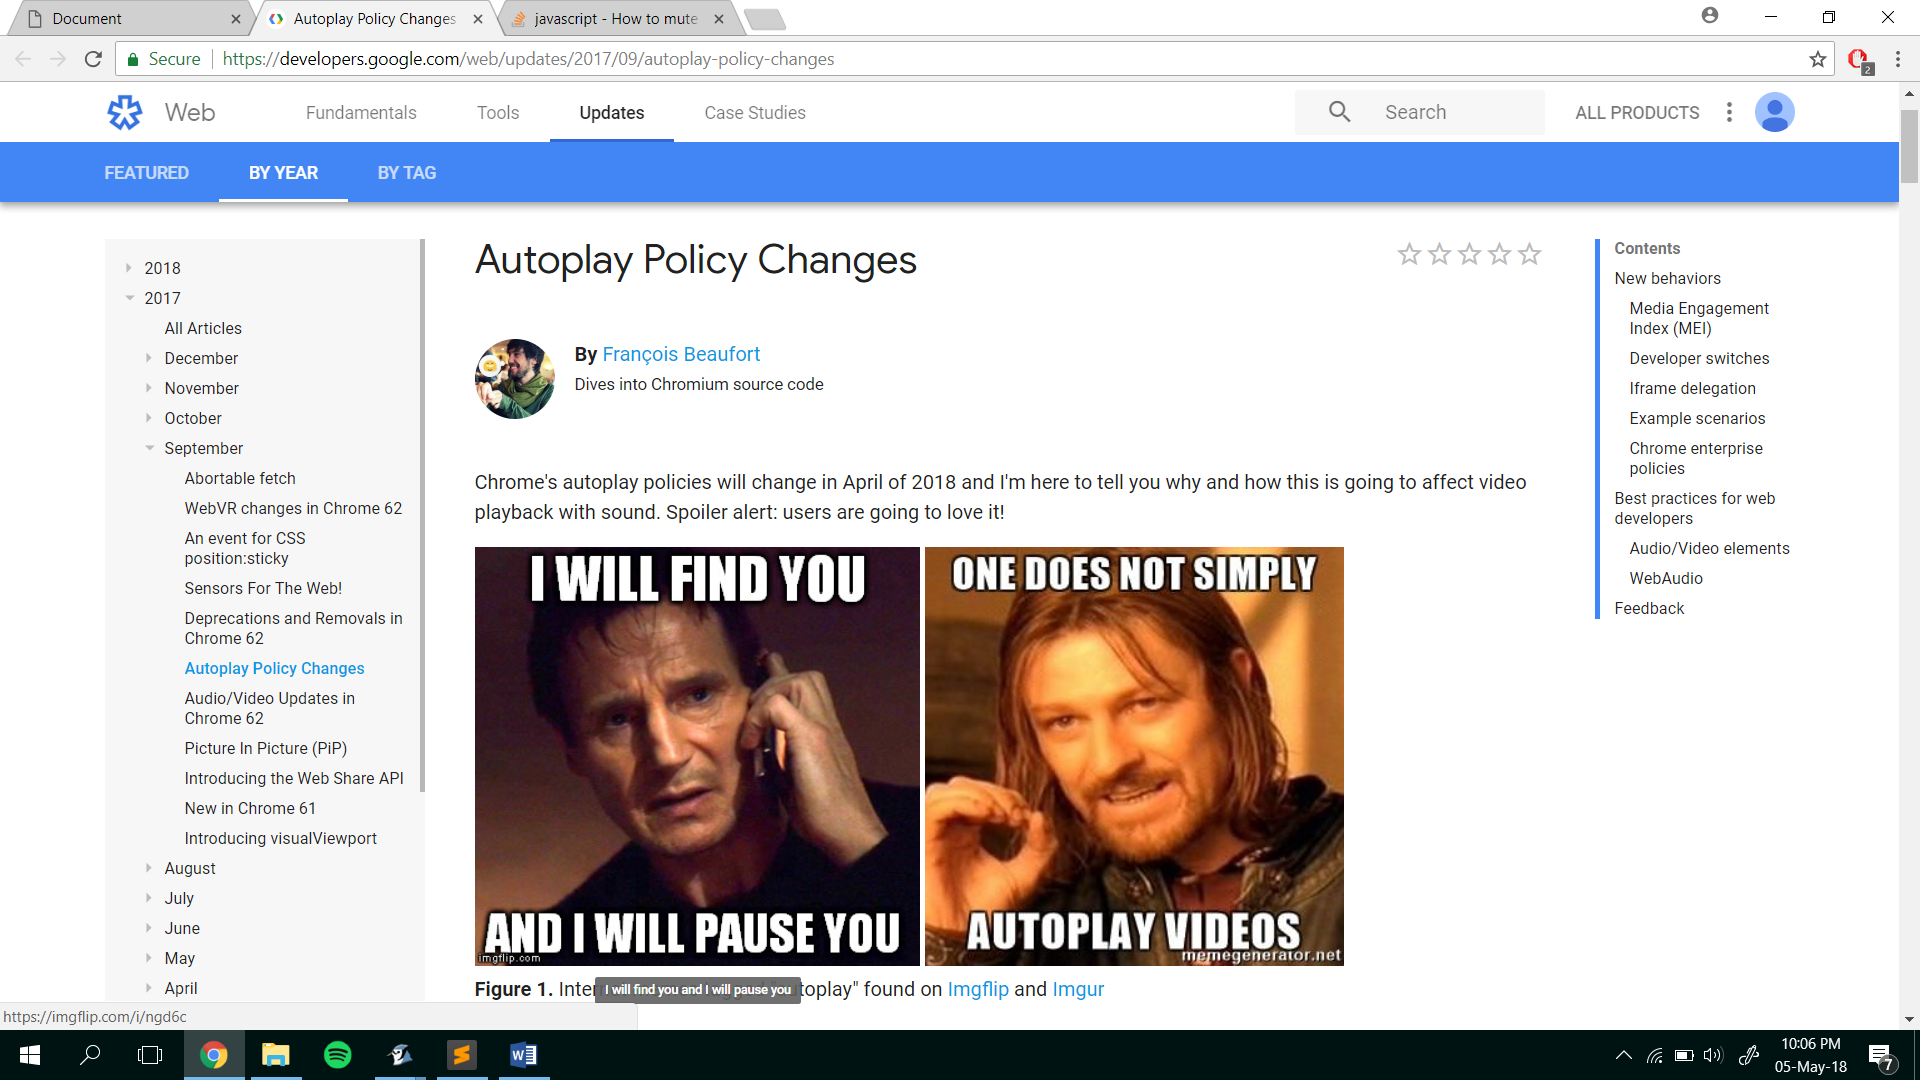 Document
Autoplay Policy Changes
javascript - How to mute
Secure
https://developers.google.com/web/updates/2017/09/autoplay-policy-changes
2
Web
Fundamentals
Tools
Updates
Case Studies
Search
ALL PRODUCTS
FEATURED
BY YEAR
BY TAG
2018
2017
All Articles
December
November
October
September
Abortable fetch
WebVR changes in Chrome 62
An event for CSS
position:sticky
Sensors For The Web!
Deprecations and Removals in
Chrome 62
Autoplay Policy Changes
Audio/Video Updates in
Chrome 62
Picture In Picture (PiP)
Introducing the Web Share API
New in Chrome 61
Introducing visualViewport
August
July
June
May
April
Autoplay Policy Changes
By François Beaufort
Dives into Chromium source code
Chrome's autoplay policies will change in April of 2018 and I'm here to tell you why and how this is going to affect video
playback with sound. Spoiler alert: users are going to love it!
I WILL FIND YOU
AND I WILL PAUSE YOU
imgflip.com
ONE DOES NOT SIMPLY
AUTOPLAY VIDEOS
memegenerator.net
Figure 1. Inter
I will find you and I will pause you
toplay" found on Imgflip and Imgur
Contents
New behaviors
Media Engagement
Index (MEI)
Developer switches
Iframe delegation
Example scenarios
Chrome enterprise
policies
Best practices for web
developers
Audio/Video elements
WebAudio
Feedback
https://imgflip.com/i/ngd6c
10:06 PM
05-May-18
7